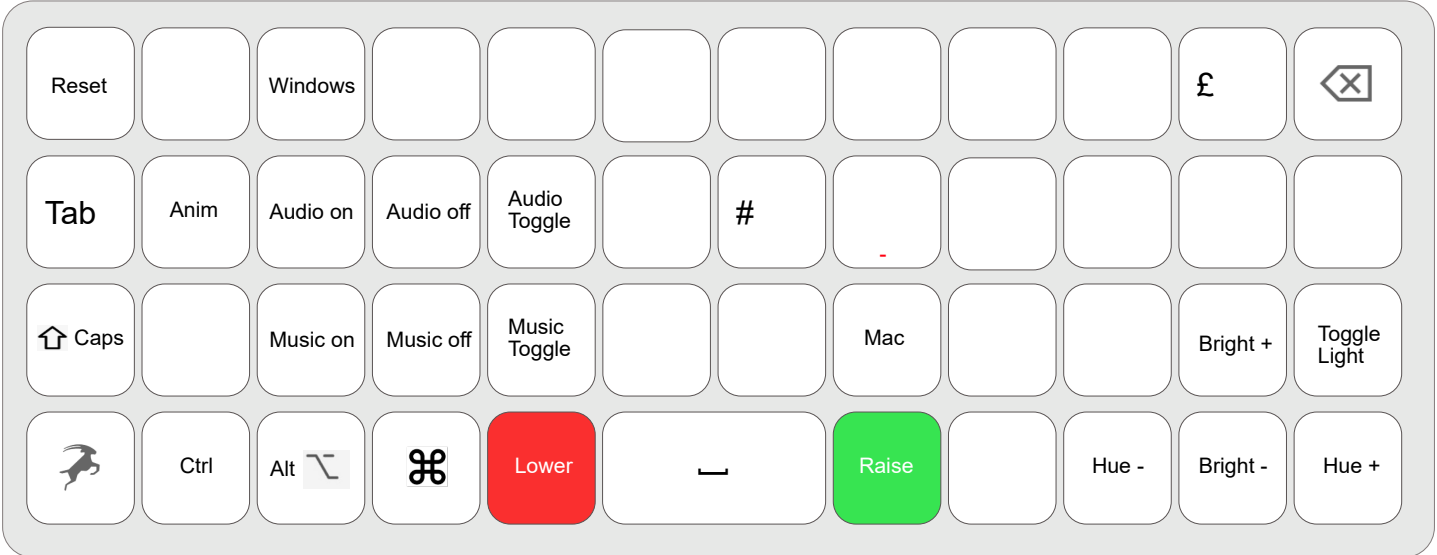 Reset
Windows
£
Tab
Anim
Audio on
Audio off
Audio
Toggle
#
-
Caps
Music on
Music off
Music
Toggle
Mac
Bright +
Toggle
Light
Ctrl
Alt ⌥
⌘
Lower
Raise
Hue -
Bright -
Hue +